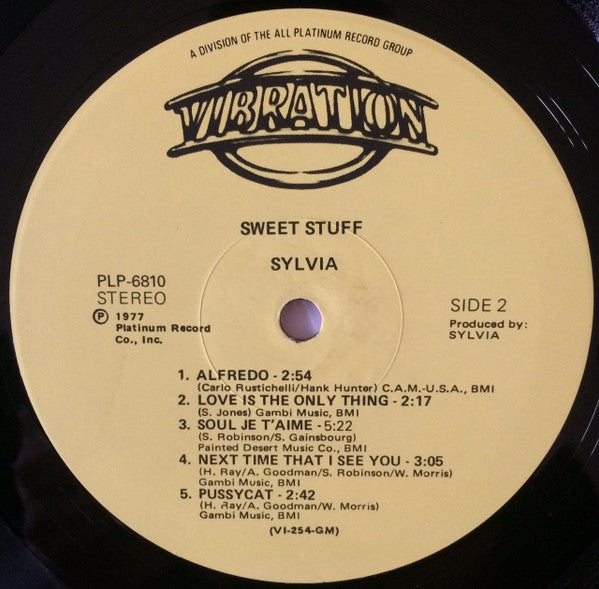 A DIVISION OF THE ALL PLATINUM RECORD GROUP
VIBRATION
SWEET STUFF
SYLVIA
PLP-6810
STEREO
Ⓟ 1977
Platinum Record
Co., Inc.
SIDE 2
Produced by:
SYLVIA
1. ALFREDO - 2:54
(Carlo Rustichelli/Hank Hunter) C.A.M.-U.S.A., BMI
2. LOVE IS THE ONLY THING - 2:17
(S. Jones) Gambi Music, BMI
3. SOUL JE T'AIME - 5:22
(S. Robinson/S. Gainsbourg)
Painted Desert Music Co., BMI
4. NEXT TIME THAT I SEE YOU - 3:05
(H. Ray/A. Goodman/S. Robinson/W. Morris)
Gambi Music, BMI
5. PUSSYCAT - 2:42
(H. Ray/A. Goodman/W. Morris)
Gambi Music, BMI
(VI-254-GM)